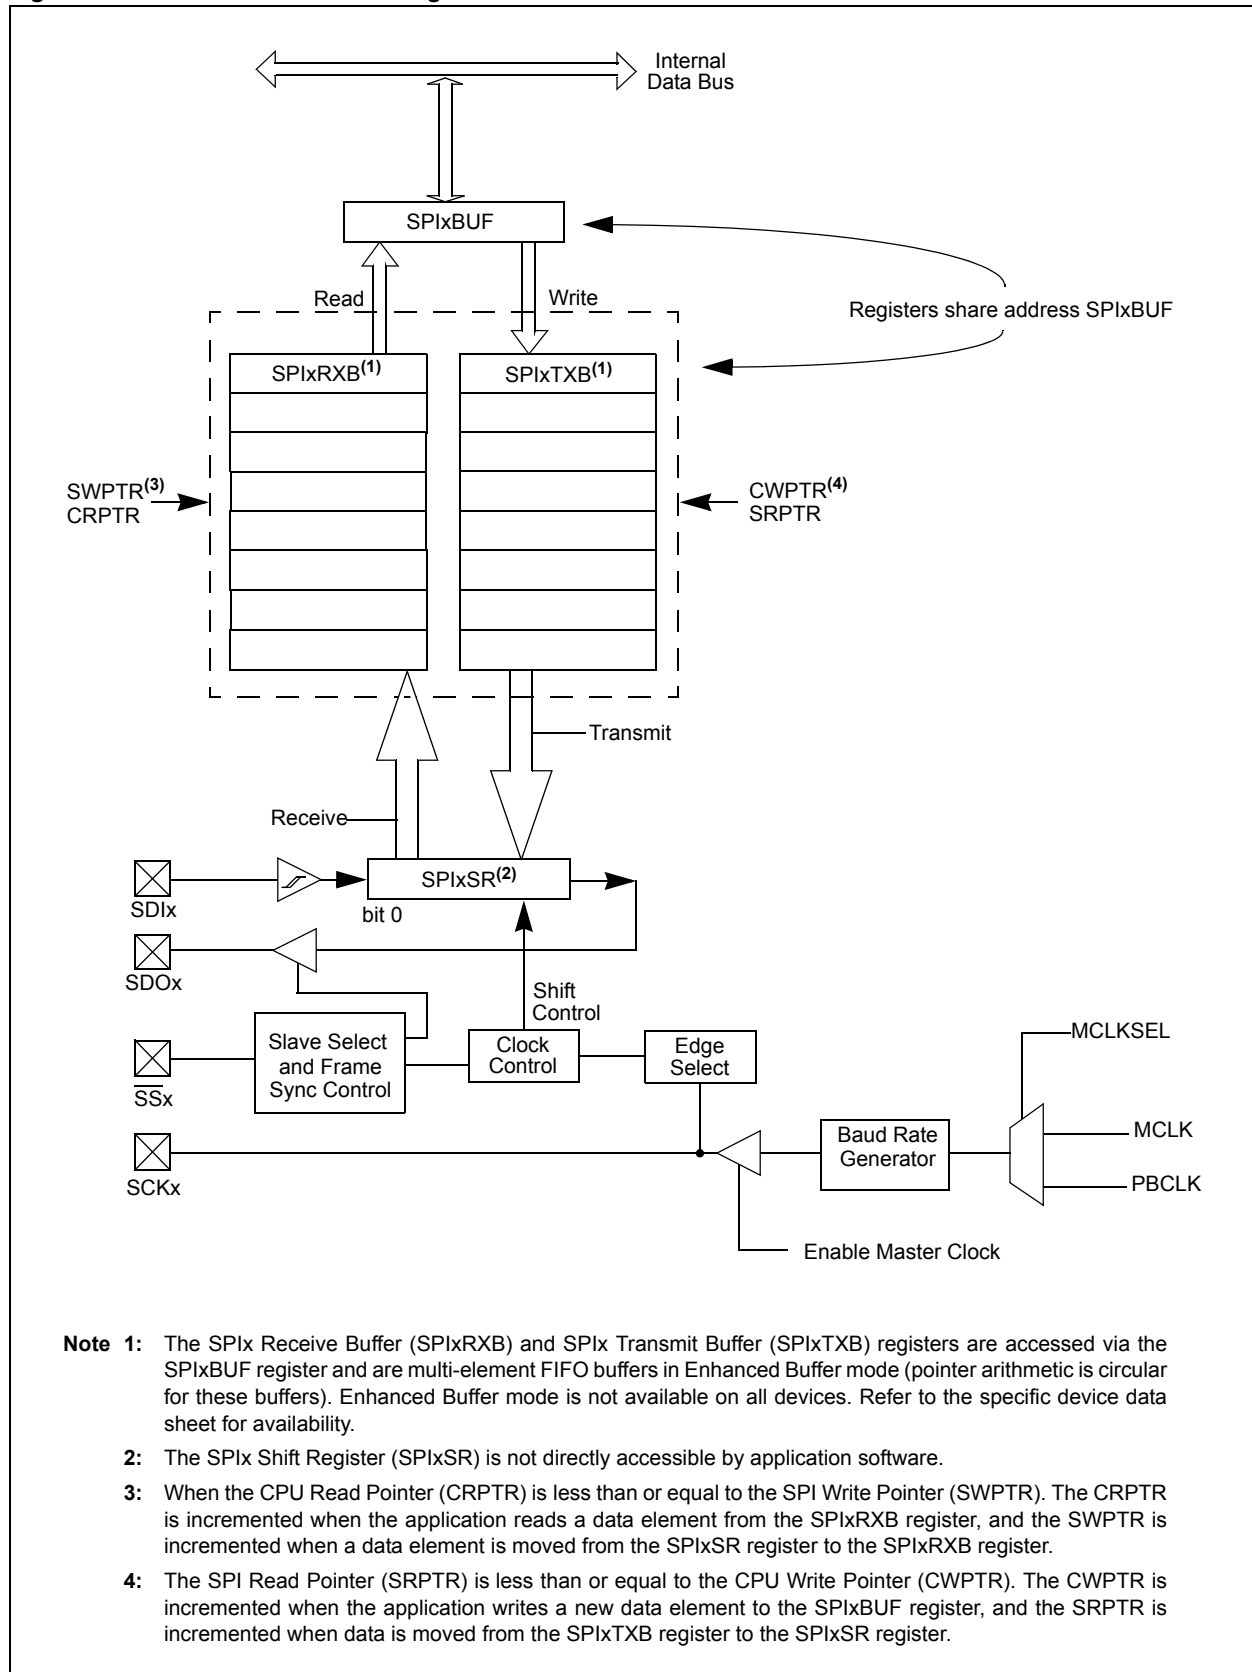 Internal
Data Bus
SPIxBUF
Read
Write
Registers share address SPIxBUF
SPIxRXB(1)
SPIxTXB(1)
SWPTR(3)
CRPTR
CWPTR(4)
SRPTR
Transmit
Receive
SDIx
SPIxSR(2)
bit 0
SDOx
Shift
Control
Slave Select
and Frame
Sync Control
Clock
Control
Edge
Select
MCLKSEL
SSx
Baud Rate
Generator
MCLK
SCKx
PBCLK
Enable Master Clock
Note 1: The SPIx Receive Buffer (SPIxRXB) and SPIx Transmit Buffer (SPIxTXB) registers are accessed via the
SPIxBUF register and are multi-element FIFO buffers in Enhanced Buffer mode (pointer arithmetic is circular
for these buffers). Enhanced Buffer mode is not available on all devices. Refer to the specific device data
sheet for availability.
2: The SPIx Shift Register (SPIxSR) is not directly accessible by application software.
3: When the CPU Read Pointer (CRPTR) is less than or equal to the SPI Write Pointer (SWPTR). The CRPTR
is incremented when the application reads a data element from the SPIxRXB register, and the SWPTR is
incremented when a data element is moved from the SPIxSR register to the SPIxRXB register.
4: The SPI Read Pointer (SRPTR) is less than or equal to the CPU Write Pointer (CWPTR). The CWPTR is
incremented when the application writes a new data element to the SPIxBUF register, and the SRPTR is
incremented when data is moved from the SPIxTXB register to the SPIxSR register.